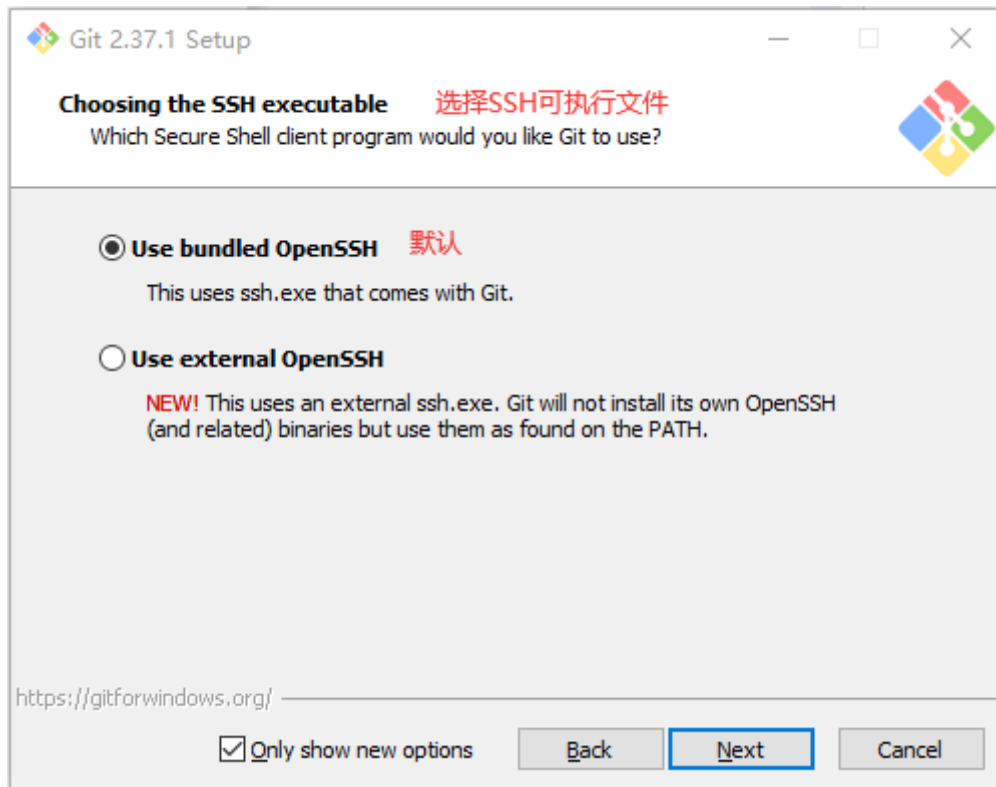 Git 2.37.1 Setup
Choosing the SSH executable 选择SSH可执行文件
Which Secure Shell client program would you like Git to use?
Use bundled OpenSSH 默认
This uses ssh.exe that comes with Git.
Use external OpenSSH
NEW! This uses an external ssh.exe. Git will not install its own OpenSSH
(and related) binaries but use them as found on the PATH.
https://gitforwindows.org/
Only show new options Back Next Cancel